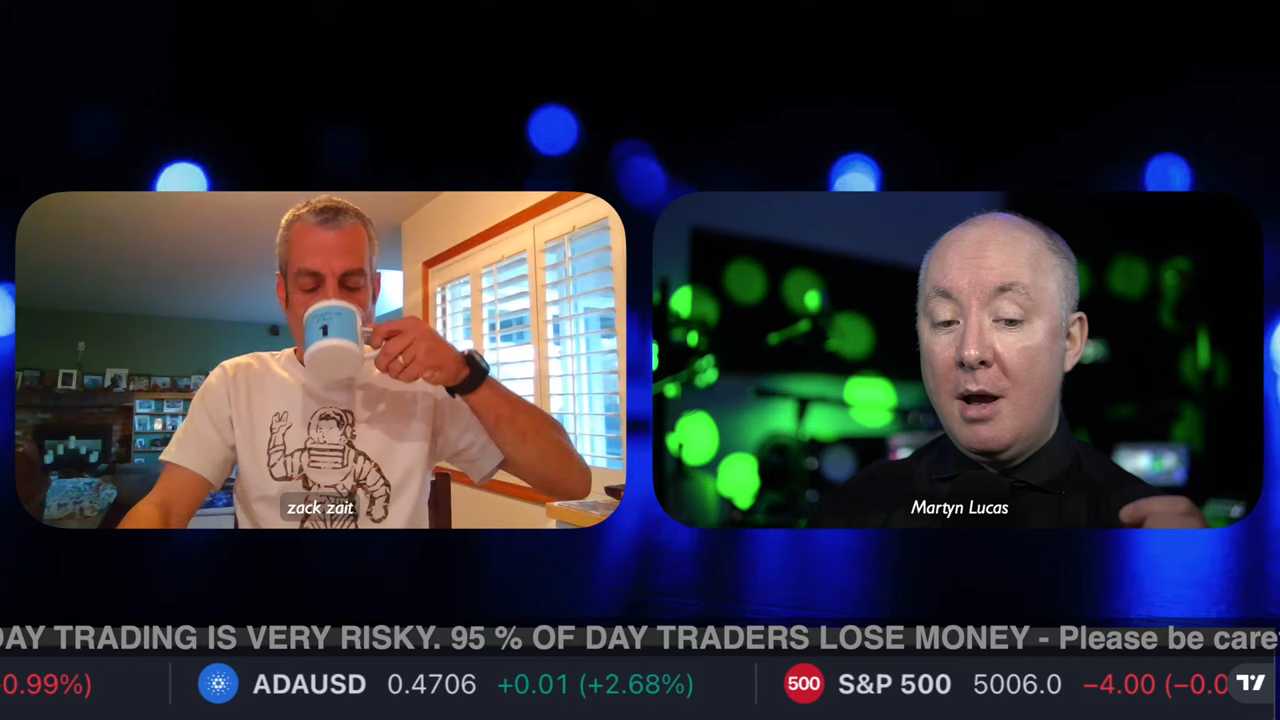 1
zack zait
Martyn Lucas
DAY TRADING IS VERY RISKY. 95 % OF DAY TRADERS LOSE MONEY - Please be care
0.99%) ADAUSD 0.4706 +0.01 (+2.68%) 500 S&P 500 5006.0 −4.00 (−0.0